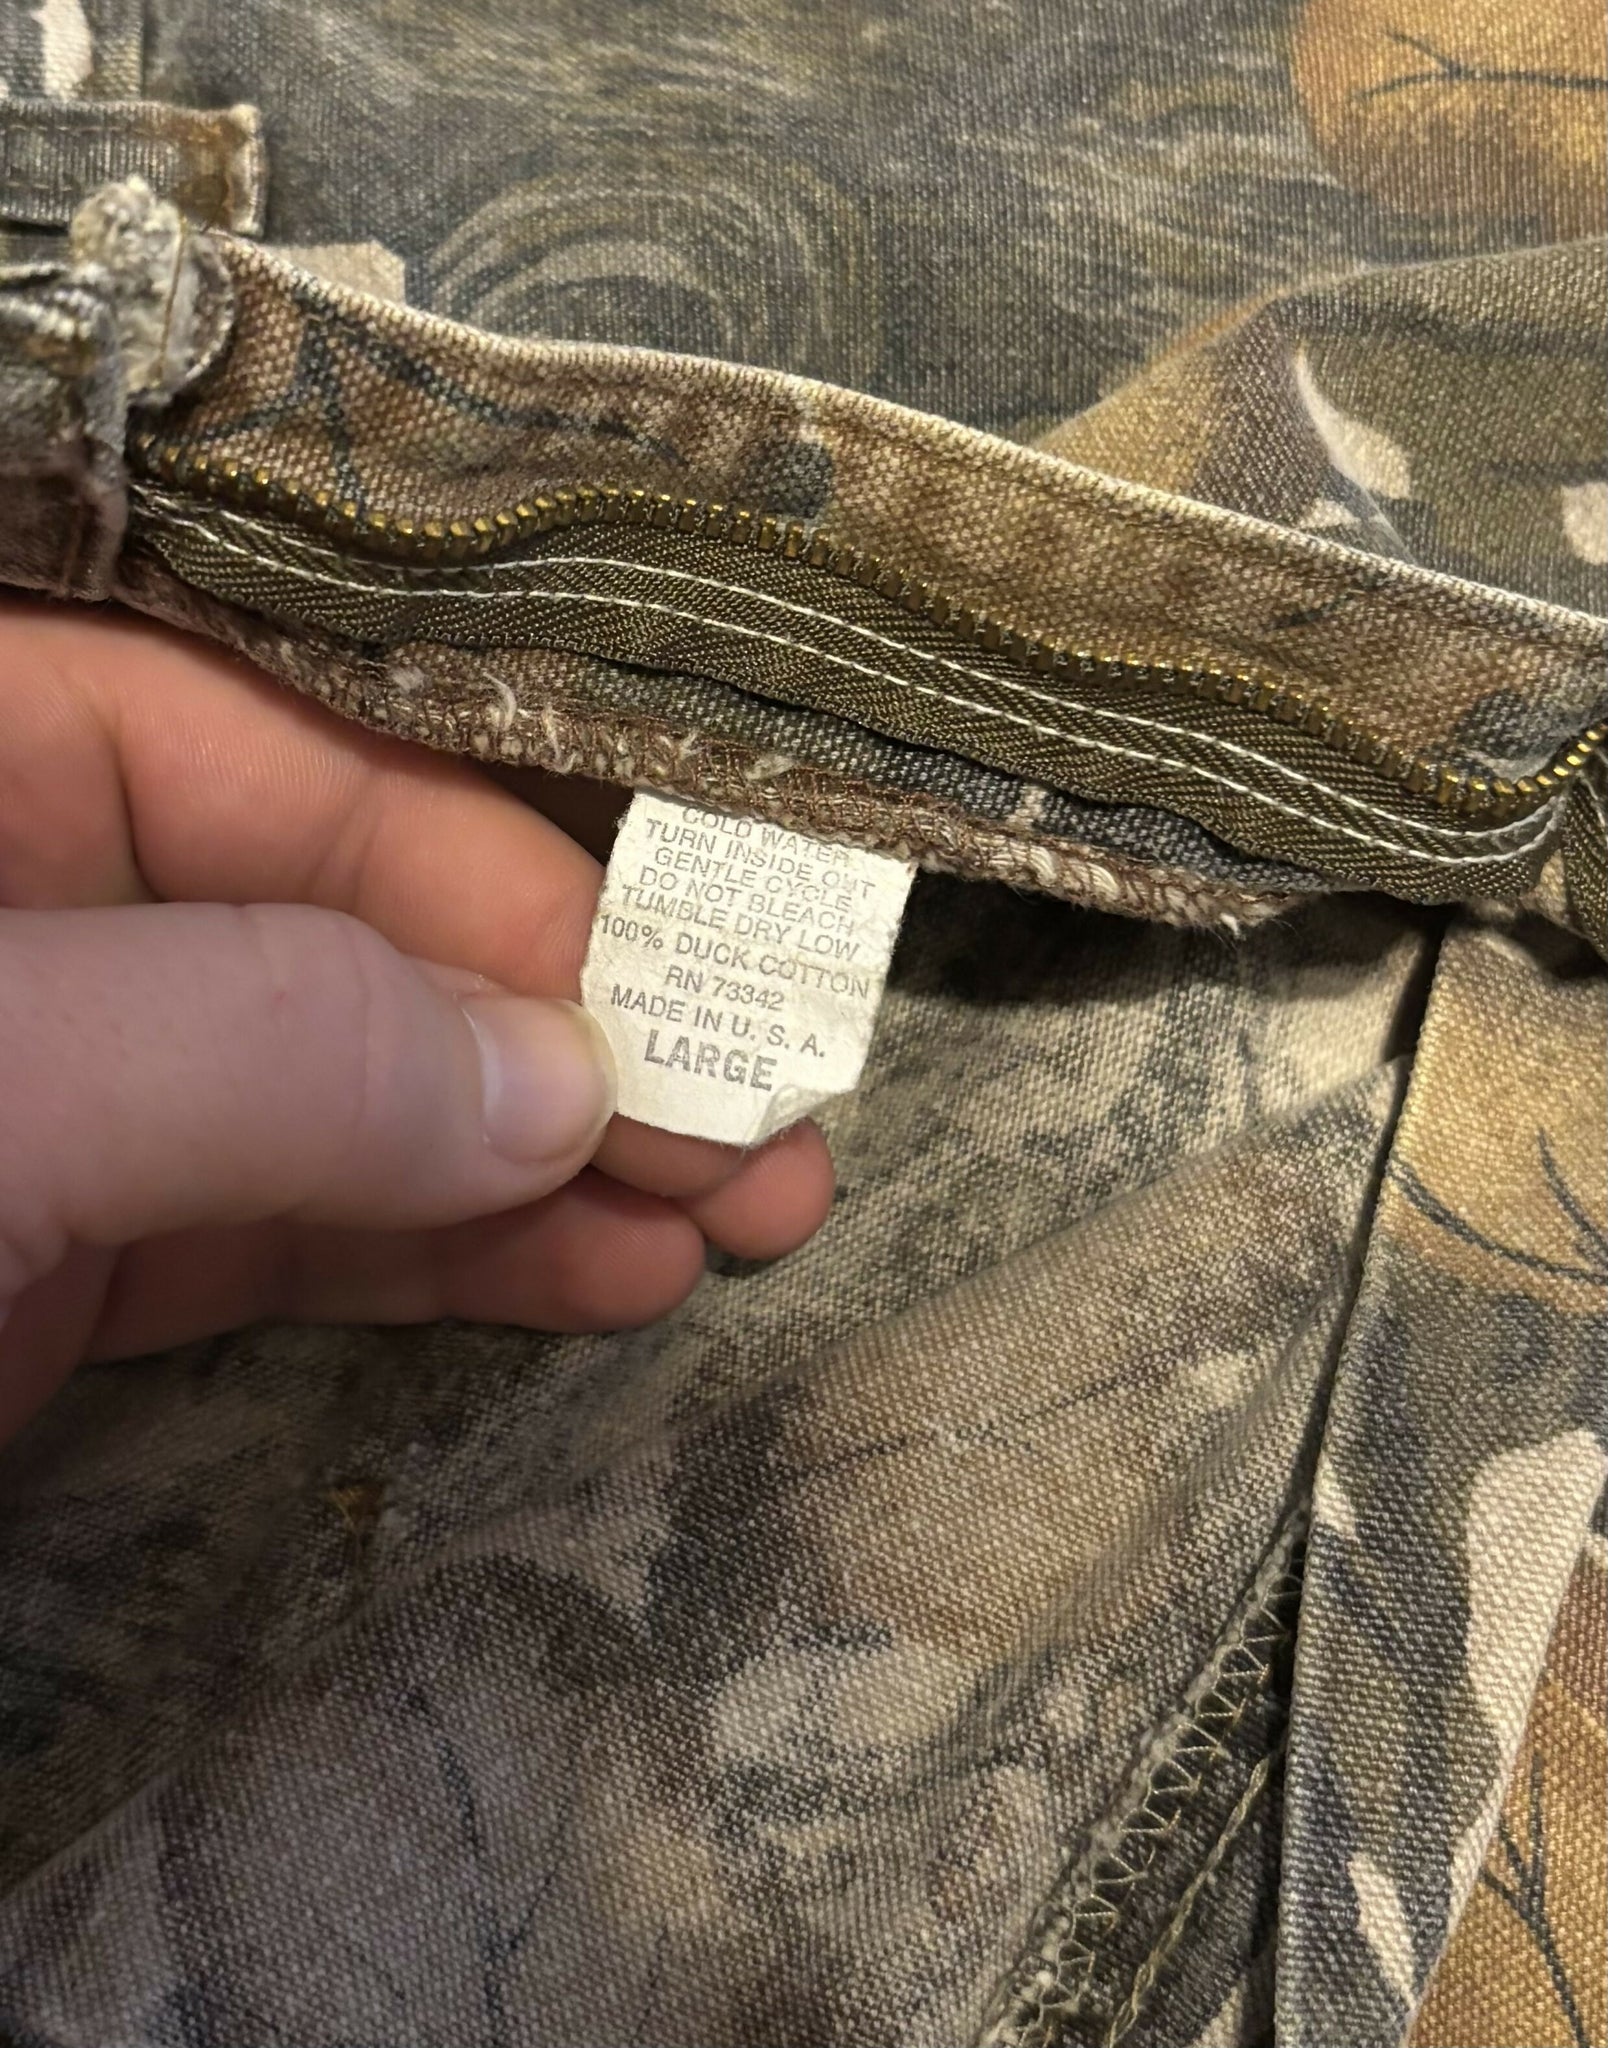 COLD WATER
TURN INSIDE OUT
GENTLE CYCLE
DO NOT BLEACH
TUMBLE DRY LOW
100% DUCK COTTON
RN 73342
MADE IN U. S. A.
LARGE